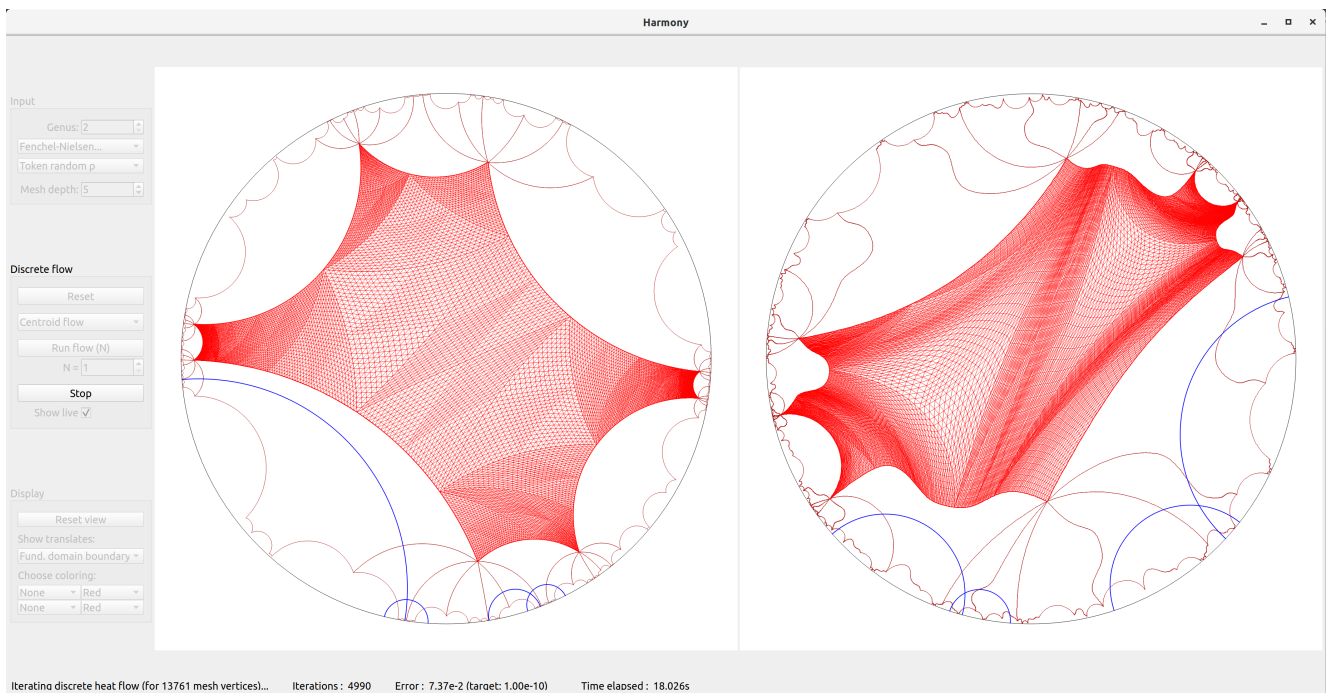 Harmony
Input
Genus: 2
Fenchel-Nielsen...
Token random p
Mesh depth: 5
Discrete flow
Reset
Centroid flow
Run flow (N)
N = 1
Stop
Show live
Display
Reset view
Show translates:
Fund. domain boundary
Choose coloring:
None Red
None Red
Iterating discrete heat flow (for 13761 mesh vertices)... Iterations : 4990 Error : 7.37e-2 (target: 1.00e-10) Time elapsed : 18.026s